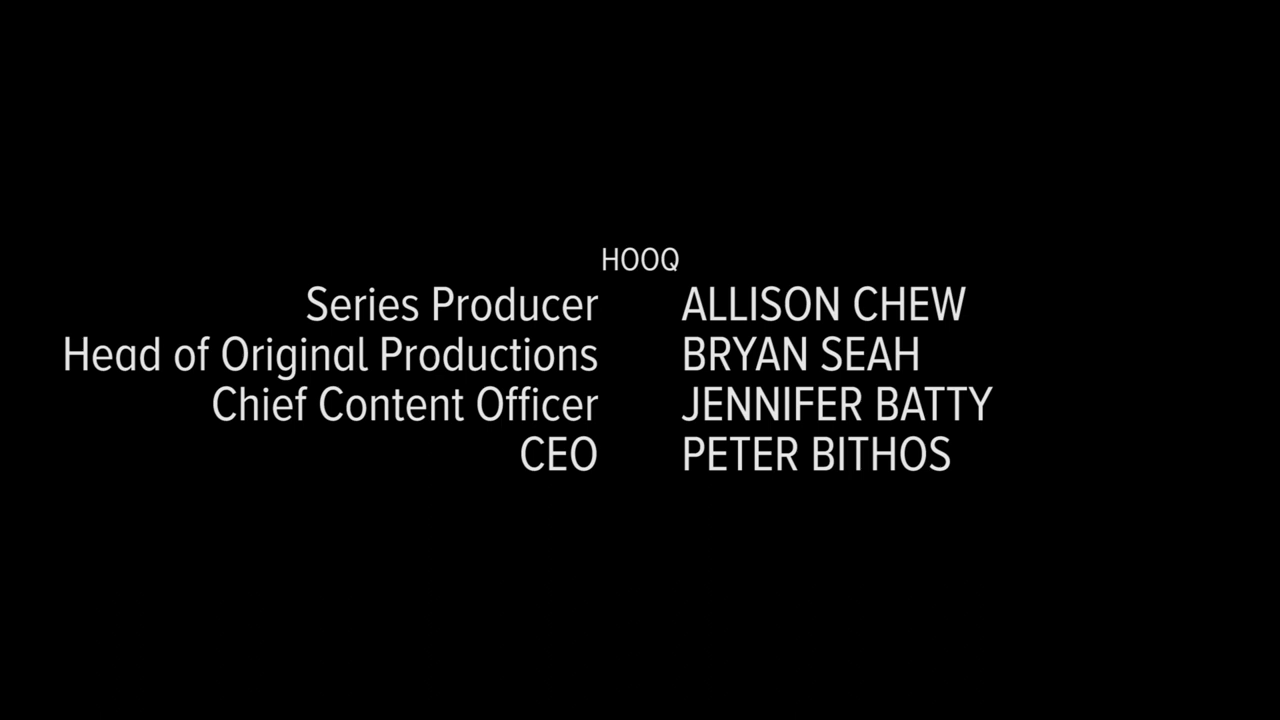 HOOQ
Series Producer ALLISON CHEW
Head of Original Productions BRYAN SEAH
Chief Content Officer JENNIFER BATTY
CEO PETER BITHOS